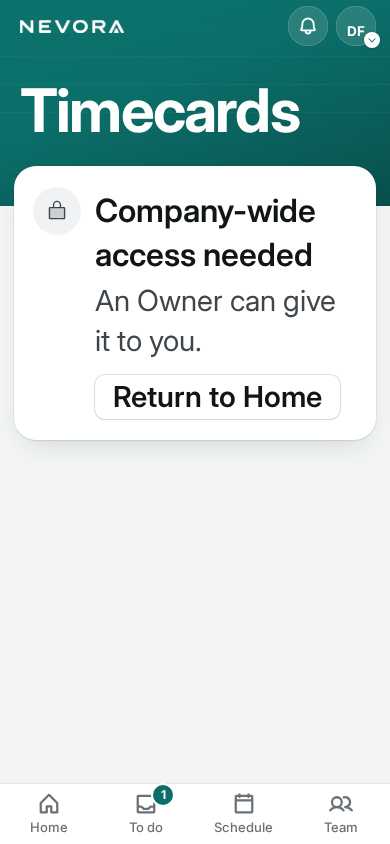 NEVORA
DF
Timecards
Company-wide
access needed
An Owner can give
it to you.
Return to Home
1
Home
To do
Schedule
Team